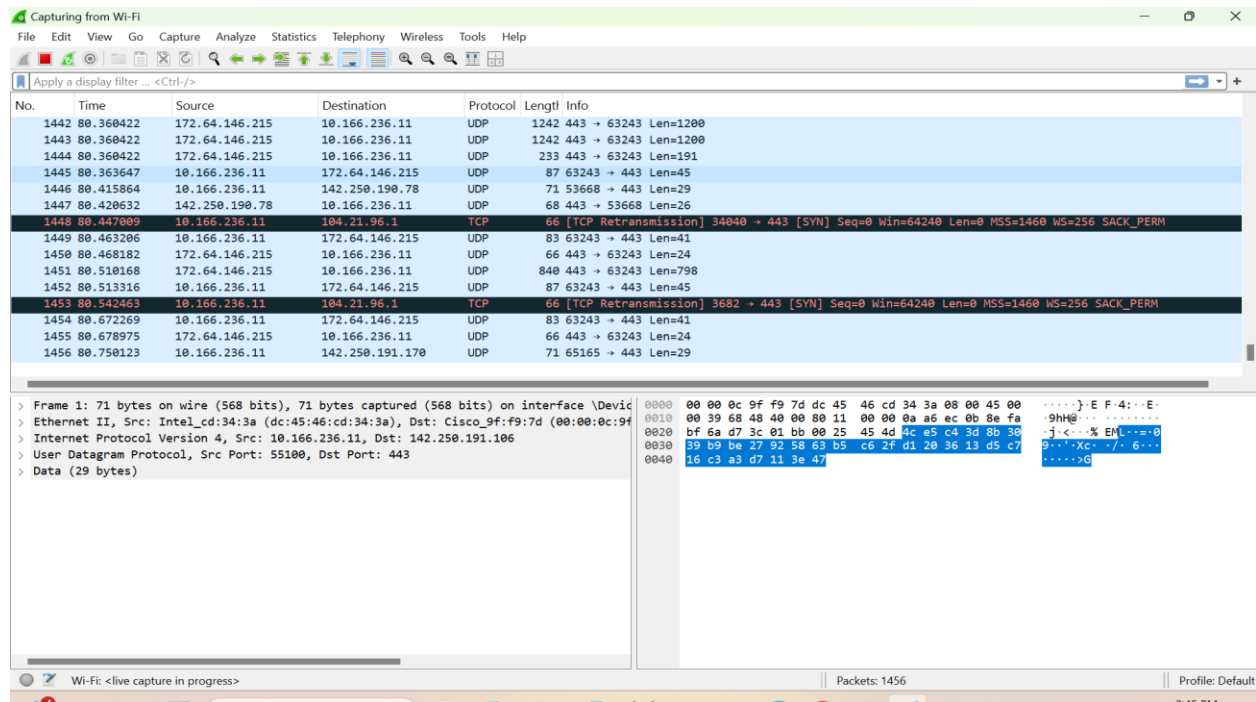 Capturing from Wi-Fi
File Edit View Go Capture Analyze Statistics Telephony Wireless Tools Help
Apply a display filter ... <Ctrl-/>
No. Time Source Destination Protocol Lengtl Info
1442 80.360422 172.64.146.215 10.166.236.11 UDP 1242 443 → 63243 Len=1200
1443 80.360422 172.64.146.215 10.166.236.11 UDP 1242 443 → 63243 Len=1200
1444 80.360422 172.64.146.215 10.166.236.11 UDP 233 443 → 63243 Len=191
1445 80.363647 10.166.236.11 172.64.146.215 UDP 87 63243 → 443 Len=45
1446 80.415864 10.166.236.11 142.250.190.78 UDP 71 53668 → 443 Len=29
1447 80.420632 142.250.190.78 10.166.236.11 UDP 68 443 → 53668 Len=26
1448 80.447009 10.166.236.11 104.21.96.1 TCP 66 [TCP Retransmission] 34040 → 443 [SYN] Seq=0 Win=64240 Len=0 MSS=1460 WS=256 SACK_PERM
1449 80.463206 10.166.236.11 172.64.146.215 UDP 83 63243 → 443 Len=41
1450 80.468182 172.64.146.215 10.166.236.11 UDP 66 443 → 63243 Len=24
1451 80.510168 172.64.146.215 10.166.236.11 UDP 840 443 → 63243 Len=798
1452 80.513316 10.166.236.11 172.64.146.215 UDP 87 63243 → 443 Len=45
1453 80.542463 10.166.236.11 104.21.96.1 TCP 66 [TCP Retransmission] 3682 → 443 [SYN] Seq=0 Win=64240 Len=0 MSS=1460 WS=256 SACK_PERM
1454 80.672269 10.166.236.11 172.64.146.215 UDP 83 63243 → 443 Len=41
1455 80.678975 172.64.146.215 10.166.236.11 UDP 66 443 → 63243 Len=24
1456 80.750123 10.166.236.11 142.250.191.170 UDP 71 65165 → 443 Len=29
> Frame 1: 71 bytes on wire (568 bits), 71 bytes captured (568 bits) on interface \Devic
> Ethernet II, Src: Intel_cd:34:3a (dc:45:46:cd:34:3a), Dst: Cisco_9f:f9:7d (00:00:0c:9f
> Internet Protocol Version 4, Src: 10.166.236.11, Dst: 142.250.191.106
> User Datagram Protocol, Src Port: 55100, Dst Port: 443
> Data (29 bytes)
0000 00 00 0c 9f f9 7d dc 45 46 cd 34 3a 08 00 45 00 ·····}·E F·4:··E·
0010 00 39 68 48 40 00 80 11 00 00 0a a6 ec 0b 8e fa ·9hH@··· ········
0020 bf 6a d7 3c 01 bb 00 25 45 4d 4c e5 c4 3d 8b 30 ·j·<···% EML··=·0
0030 39 b9 be 27 92 58 63 b5 c6 2f d1 20 36 13 d5 c7 9··'·Xc· ·/· 6···
0040 16 c3 a3 d7 11 3e 47 ·····>G
Wi-Fi: <live capture in progress> Packets: 1456 Profile: Default